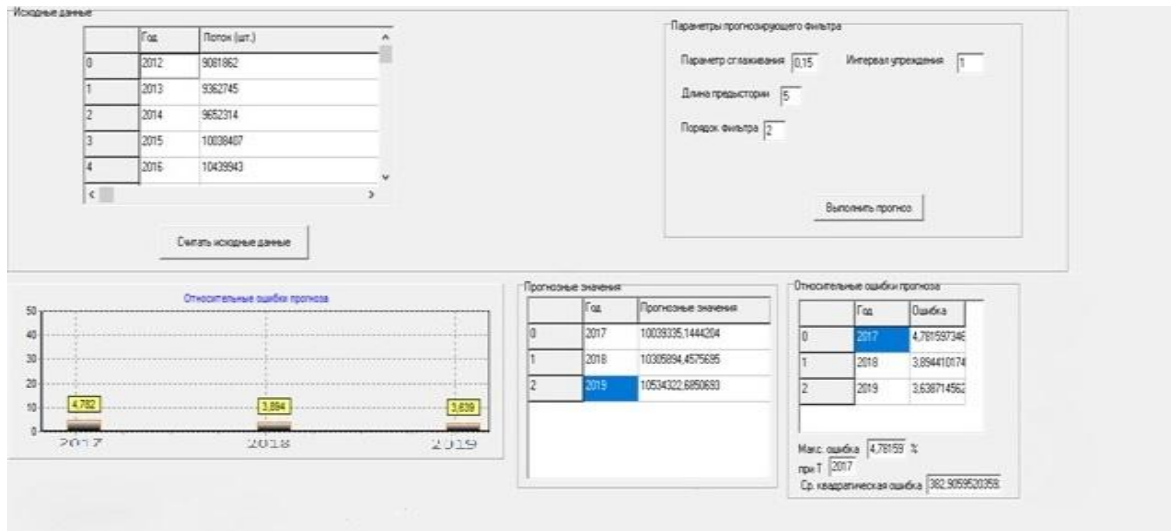 Исходные данные
Год Поток (шт.)
0 2012 9081862
1 2013 9362745
2 2014 9652314
3 2015 10038407
4 2016 10439943
Считать исходные данные
Параметры прогнозирующего фильтра
Параметр сглаживания 0,15 Интервал упреждения 1
Длина предыстории 5
Порядок фильтра 2
Выполнить прогноз
Относительные ошибки прогноза
50
40
30
20
10
0
4,782 3,894 3,639
2017 2018 2019
Прогнозные значения
Год Прогнозные значения
0 2017 10039335,1444204
1 2018 10305894,4575695
2 2019 10534322,6850693
Относительные ошибки прогноза
Год Ошибка
0 2017 4,781597346
1 2018 3,894410174
2 2019 3,638714562
Макс. ошибка 4,78159 %
при T 2017
Ср. квадратическая ошибка 382,9059520359